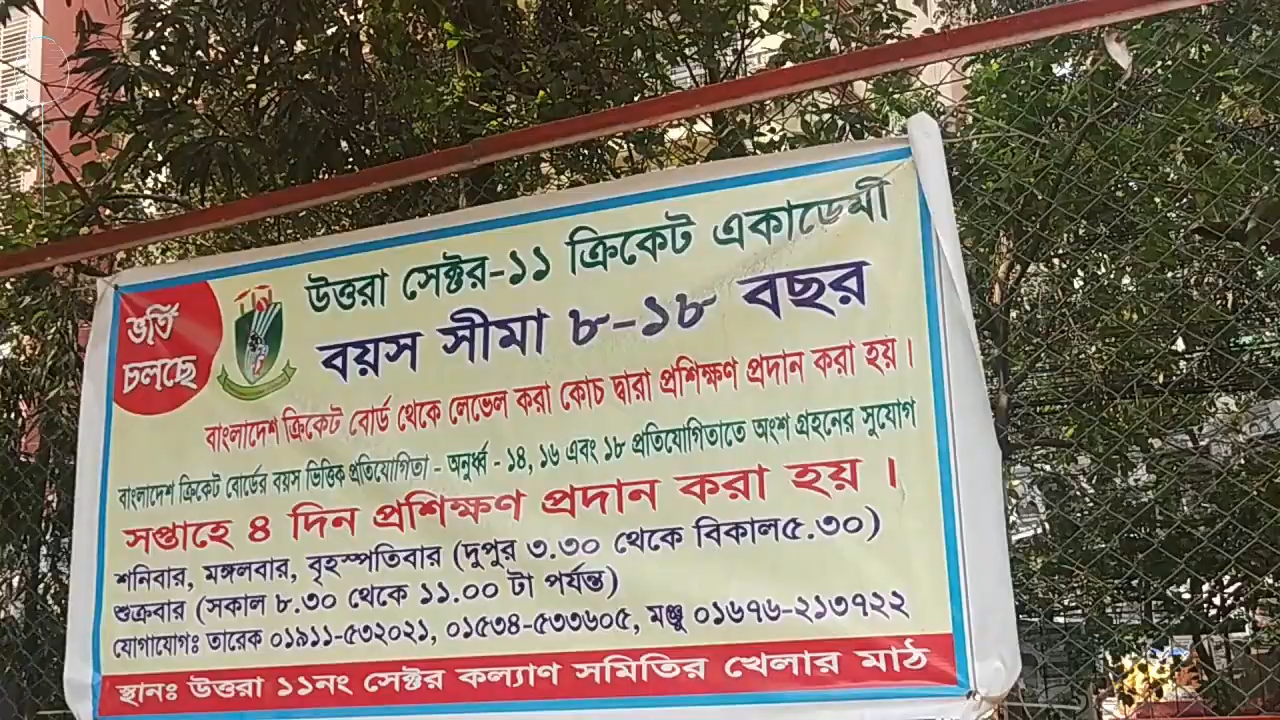 ভর্তি
চলছে
উত্তরা সেক্টর-১১ ক্রিকেট একাডেমী
বয়স সীমা ৮-১৮ বছর
বাংলাদেশ ক্রিকেট বোর্ড থেকে লেভেল করা কোচ দ্বারা প্রশিক্ষণ প্রদান করা হয়।
বাংলাদেশ ক্রিকেট বোর্ডের বয়স ভিত্তিক প্রতিযোগিতা - অনুর্ধ্ব - ১৪, ১৬ এবং ১৮ প্রতিযোগিতাতে অংশ গ্রহনের সুযোগ
সপ্তাহে ৪ দিন প্রশিক্ষণ প্রদান করা হয় ।
শনিবার, মঙ্গলবার, বৃহস্পতিবার (দুপুর ৩.৩০ থেকে বিকাল৫.৩০)
শুক্রবার (সকাল ৮.৩০ থেকে ১১.০০ টা পর্যন্ত)
যোগাযোগঃ তারেক ০১৯১১-৫৩২০২১, ০১৫৩৪-৫৩৩৬০৫, মঞ্জু ০১৬৭৬-২১৩৭২২
স্থানঃ উত্তরা ১১নং সেক্টর কল্যাণ সমিতির খেলার মাঠ